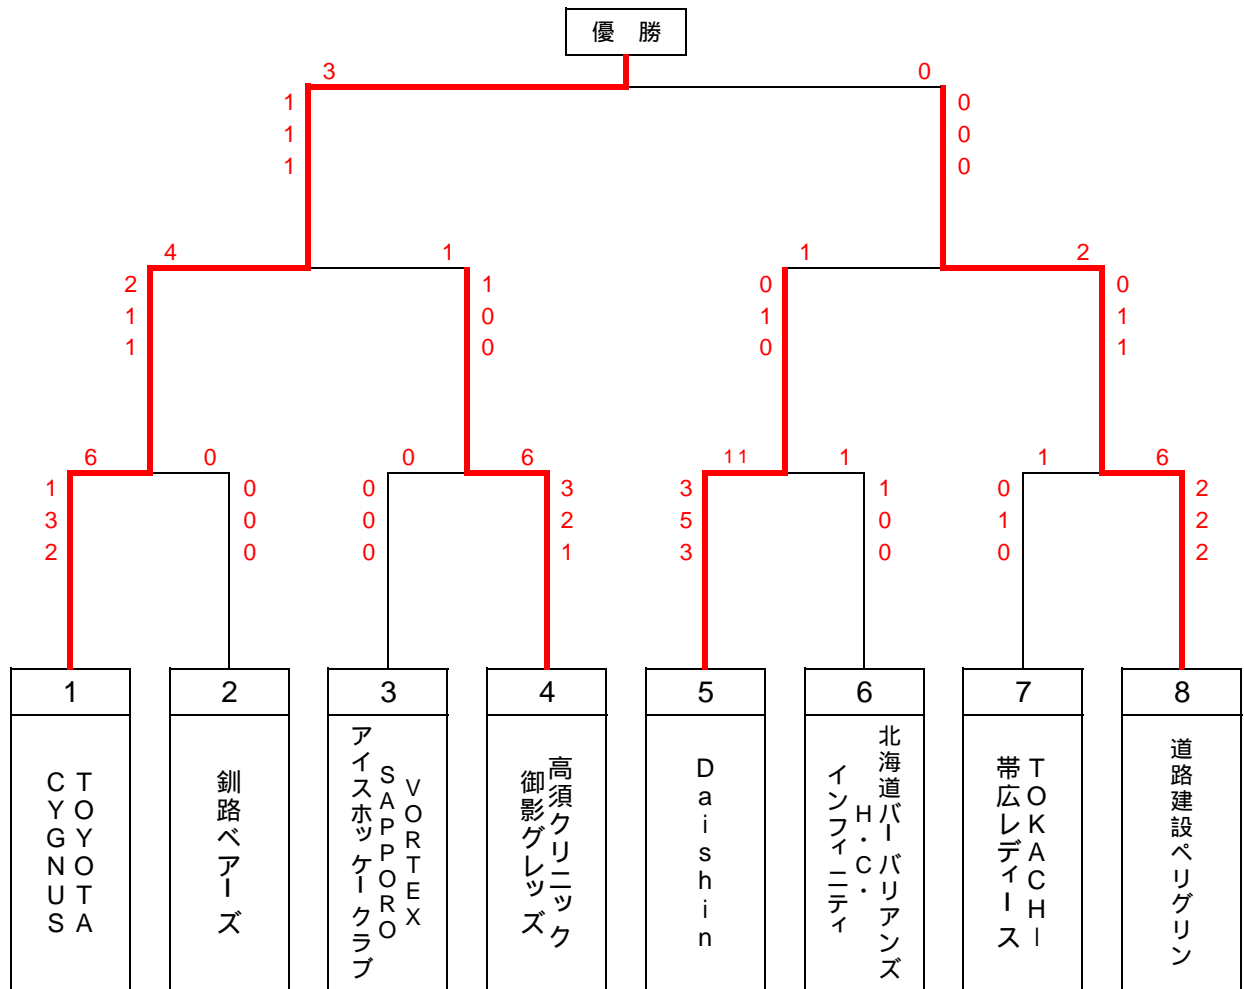 優 勝
3 0
1 0
1 0
1 0
4 1 1 2
2 1 0 0
1 0 1 1
1 0 0 1
6 0 0 6 11 1 1 6
1 0 0 3 3 1 0 2
3 0 0 2 5 0 1 2
2 0 0 1 3 0 0 2
1 2 3 4 5 6 7 8
TOYOTA
CYGNUS
釧路ベアーズ
VORTEX
SAPPORO
アイスホッケークラブ
高須クリニック
御影グレッズ
Daishin
北海道バーバリアンズ
H・C・
インフィニティ
TOKACHI
帯広レディース
道路建設ペリグリン